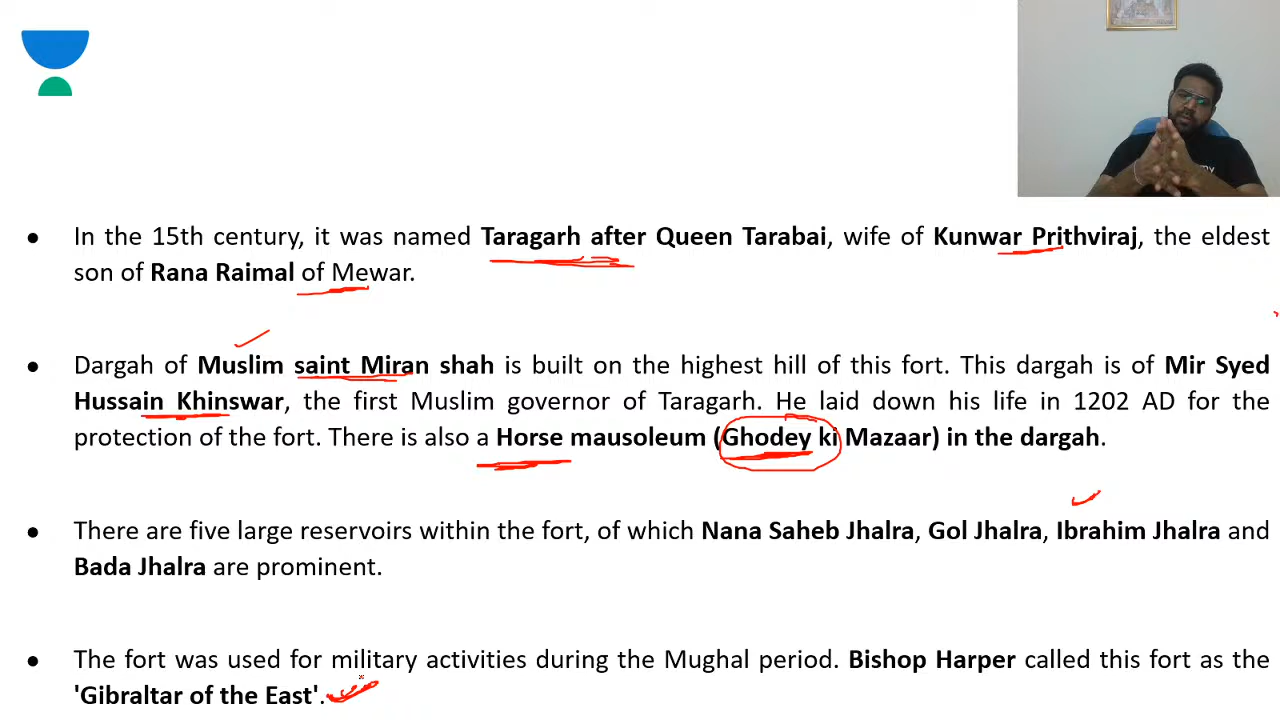 my
● In the 15th century, it was named Taragarh after Queen Tarabai, wife of Kunwar Prithviraj, the eldest
son of Rana Raimal of Mewar.
● Dargah of Muslim saint Miran shah is built on the highest hill of this fort. This dargah is of Mir Syed
Hussain Khinswar, the first Muslim governor of Taragarh. He laid down his life in 1202 AD for the
protection of the fort. There is also a Horse mausoleum (Ghodey ki Mazaar) in the dargah.
● There are five large reservoirs within the fort, of which Nana Saheb Jhalra, Gol Jhalra, Ibrahim Jhalra and
Bada Jhalra are prominent.
● The fort was used for military activities during the Mughal period. Bishop Harper called this fort as the
'Gibraltar of the East'.